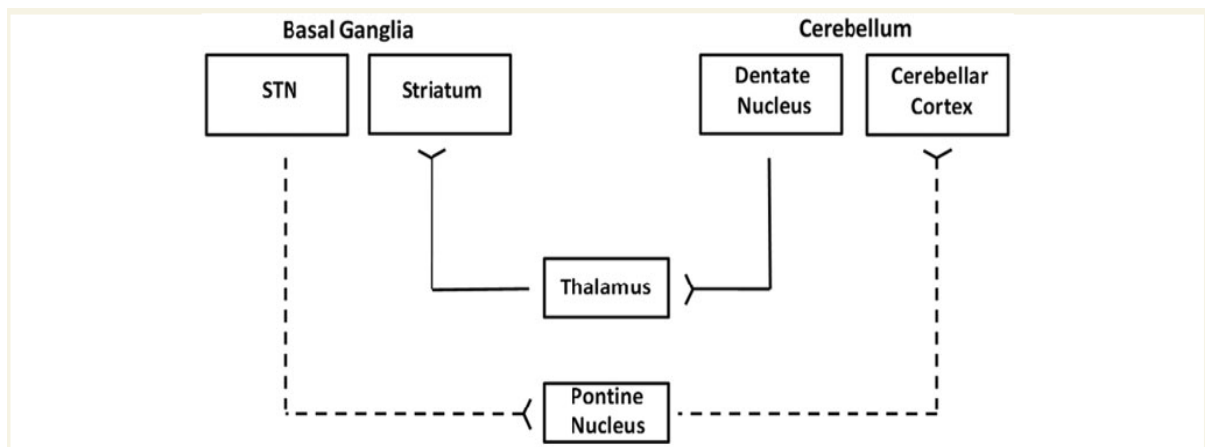 Basal Ganglia
Cerebellum
STN
Striatum
Dentate
Nucleus
Cerebellar
Cortex
Thalamus
Pontine
Nucleus